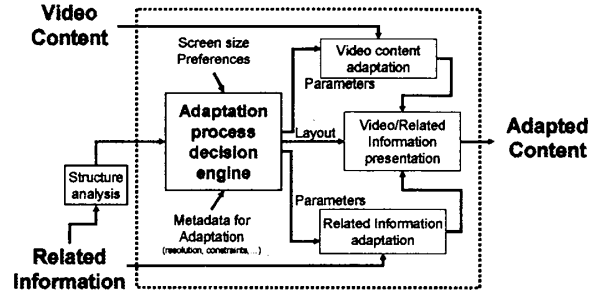 Video
Content
Screen size
Preferences
Video content
adaptation
Parameters
Adaptation
process
decision
engine
Layout
Video/Related
Information
presentation
Adapted
Content
Structure
analysis
Parameters
Metadata for
Adaptation
(resolution, constraints, ...)
Related Information
adaptation
Related
Information